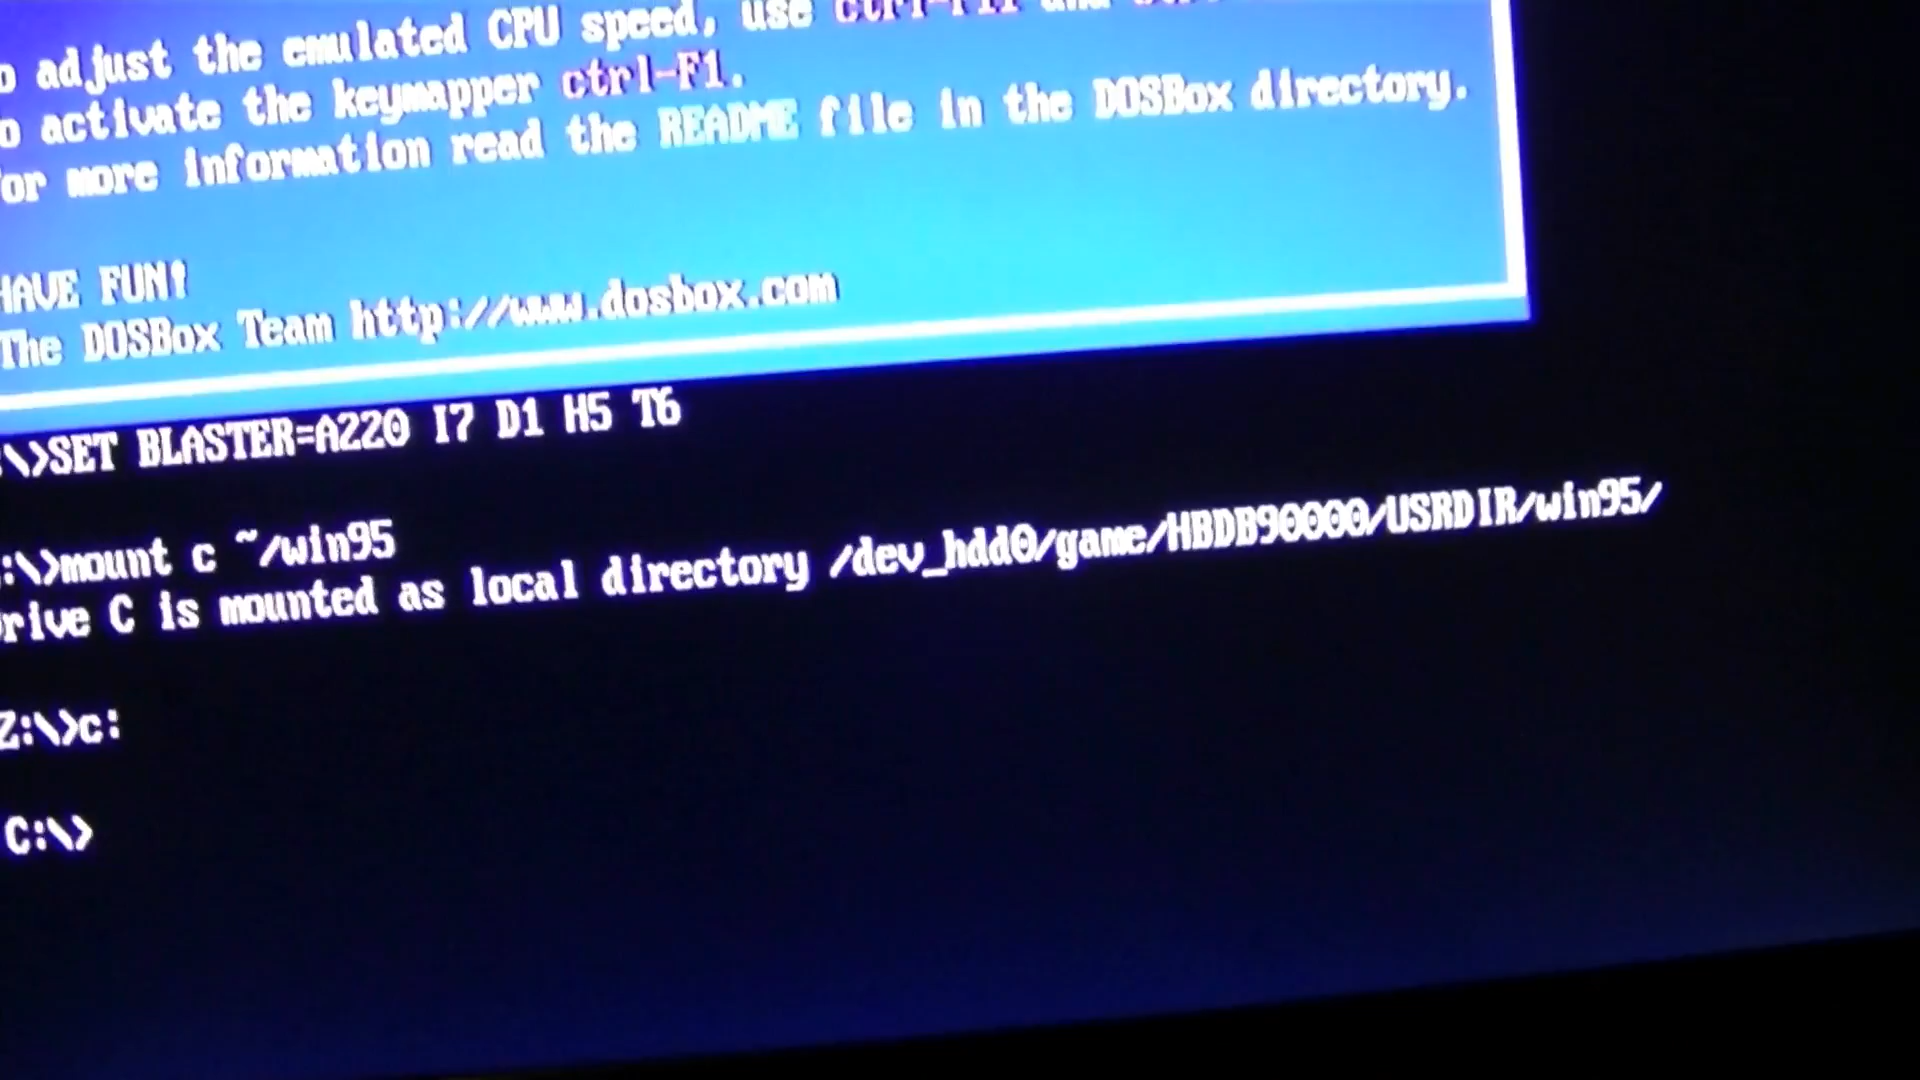 adjust the emulated CPU speed, use
activate the keymapper ctrl-F1.
more information read the README file in the DOSBox directory.
HAVE FUN!
The DOSBox Team http://www.dosbox.com
:\>SET BLASTER=A220 I7 D1 H5 T6
:\>mount c ~/win95
rive C is mounted as local directory /dev_hdd0/game/HBDB90000/USRDIR/win95/
Z:\>c:
C:\>